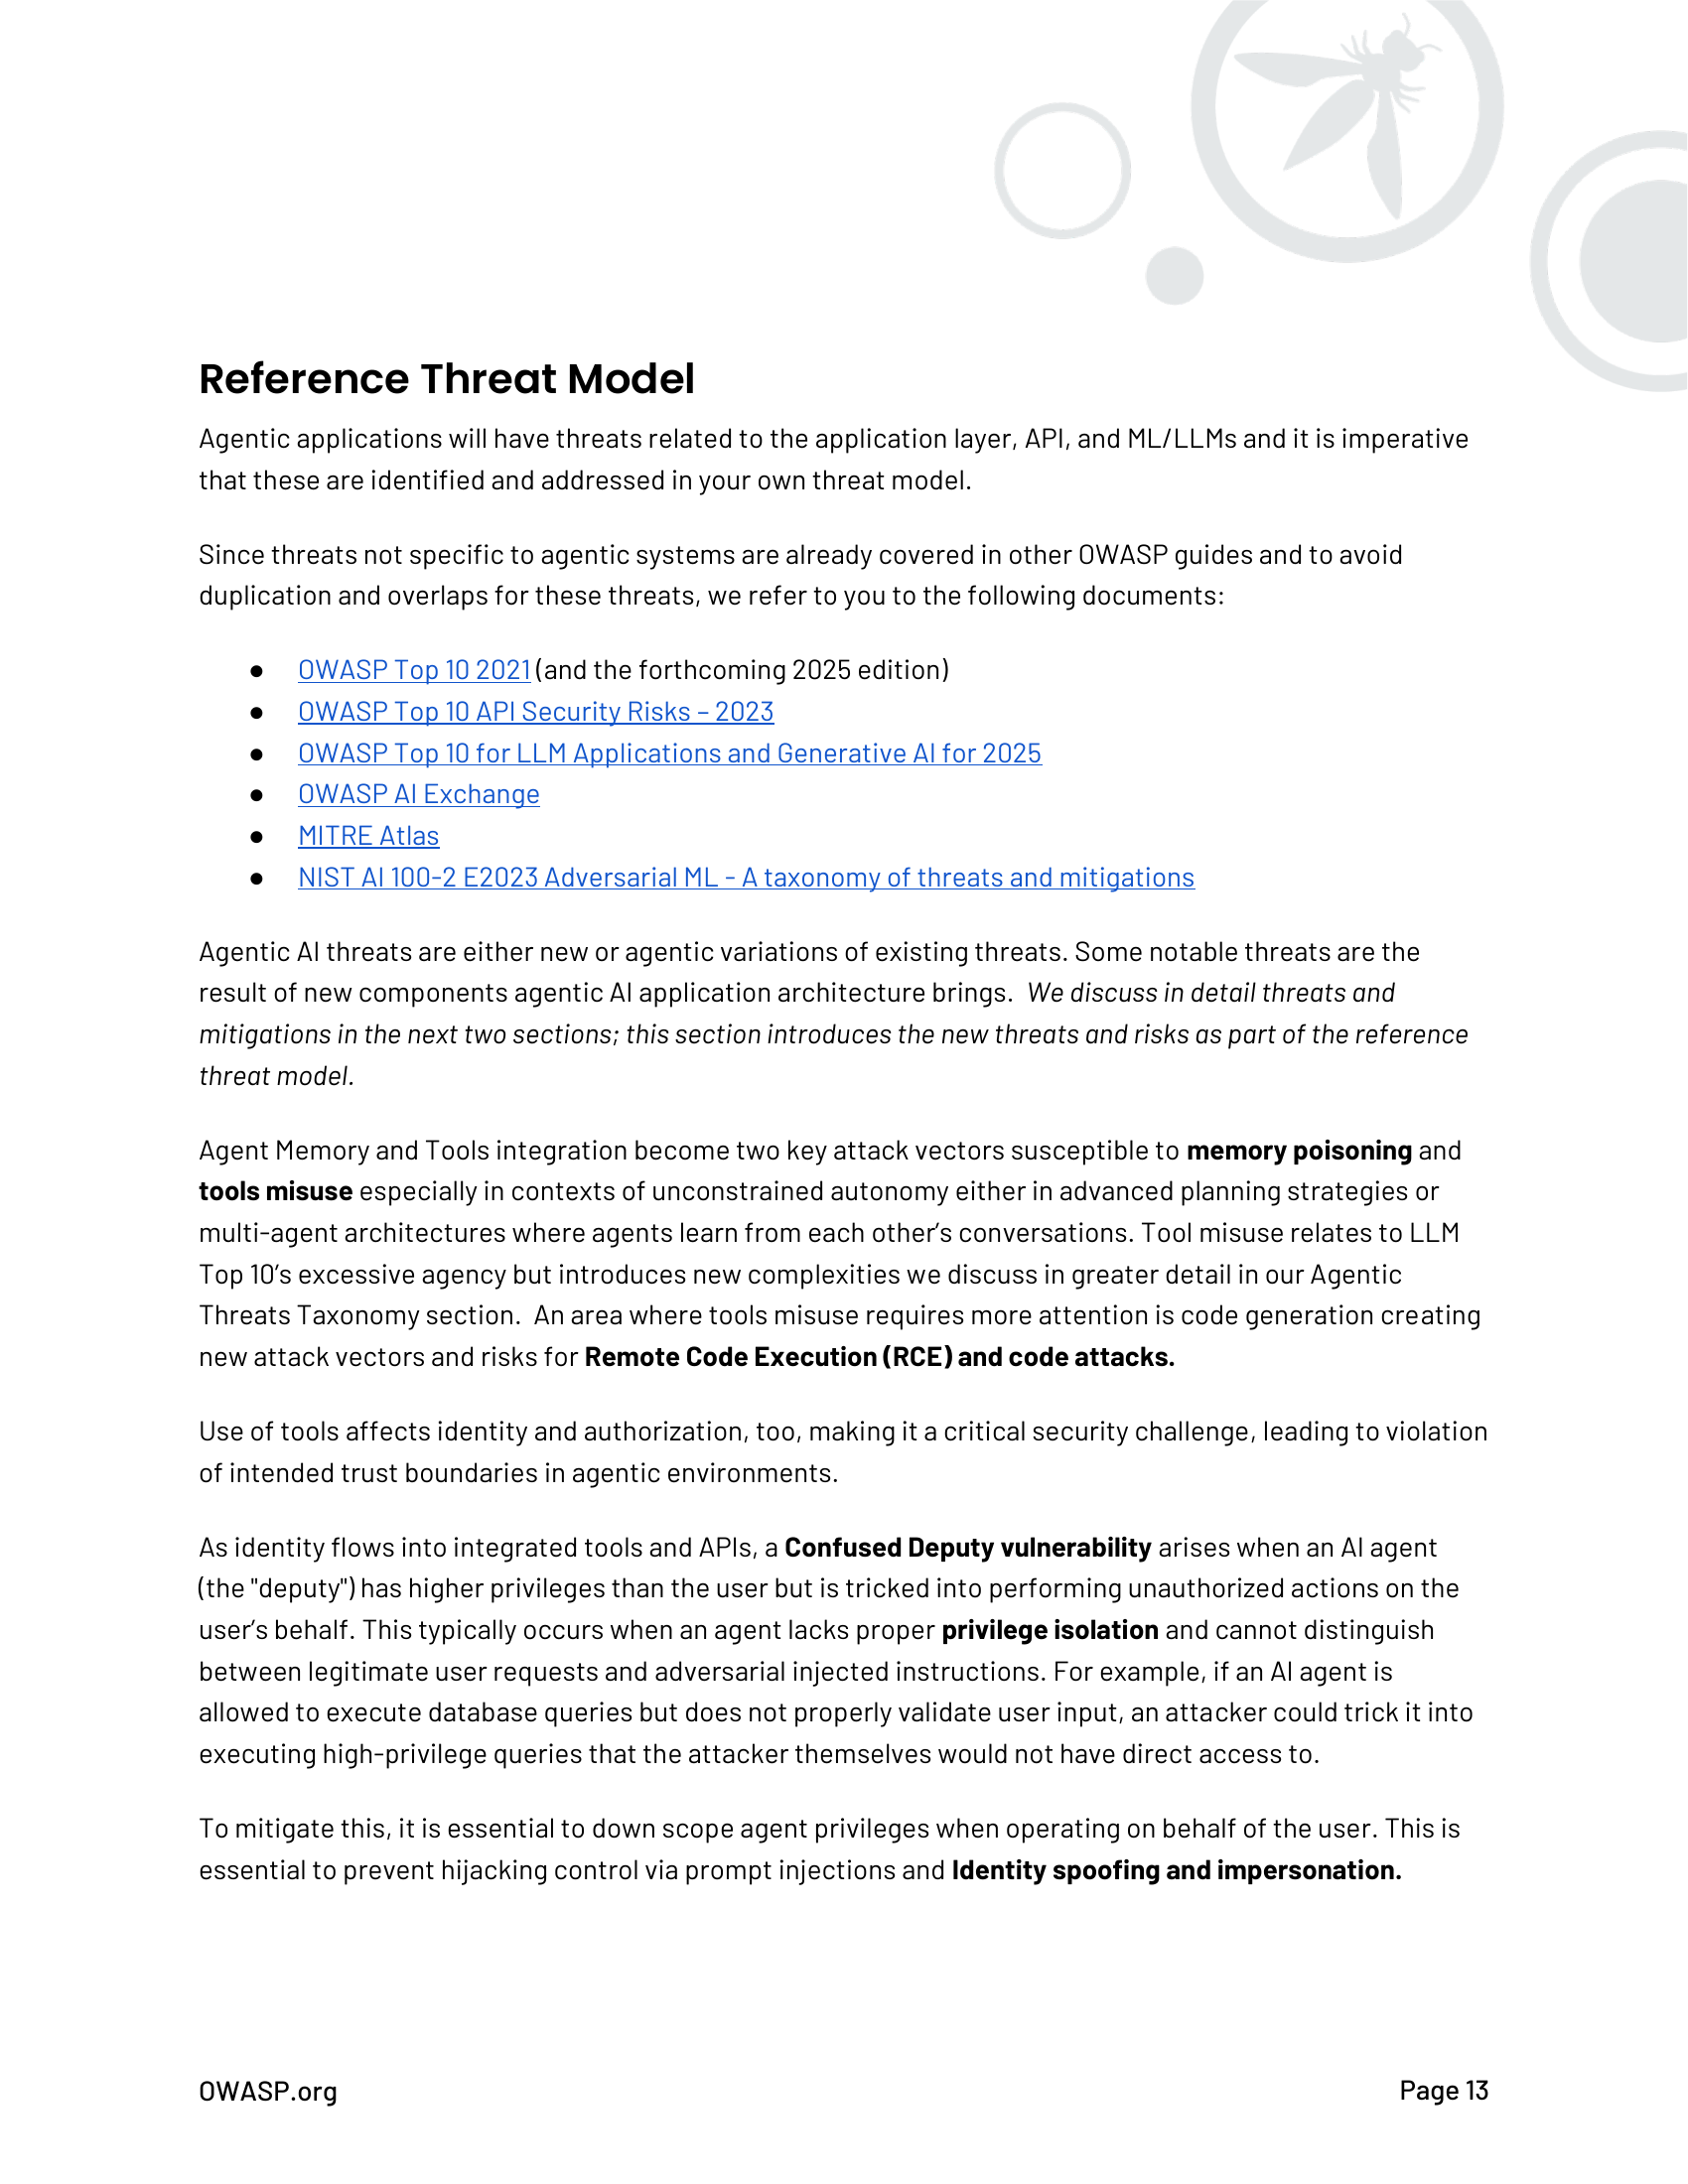 Reference Threat Model
Agentic applications will have threats related to the application layer, API, and ML/LLMs and it is imperative
that these are identified and addressed in your own threat model.
Since threats not specific to agentic systems are already covered in other OWASP guides and to avoid
duplication and overlaps for these threats, we refer to you to the following documents:
● OWASP Top 10 2021 (and the forthcoming 2025 edition)
● OWASP Top 10 API Security Risks – 2023
● OWASP Top 10 for LLM Applications and Generative AI for 2025
● OWASP AI Exchange
● MITRE Atlas
● NIST AI 100-2 E2023 Adversarial ML - A taxonomy of threats and mitigations
Agentic AI threats are either new or agentic variations of existing threats. Some notable threats are the
result of new components agentic AI application architecture brings.  We discuss in detail threats and
mitigations in the next two sections; this section introduces the new threats and risks as part of the reference
threat model.
Agent Memory and Tools integration become two key attack vectors susceptible to memory poisoning and
tools misuse especially in contexts of unconstrained autonomy either in advanced planning strategies or
multi-agent architectures where agents learn from each other’s conversations. Tool misuse relates to LLM
Top 10’s excessive agency but introduces new complexities we discuss in greater detail in our Agentic
Threats Taxonomy section.  An area where tools misuse requires more attention is code generation creating
new attack vectors and risks for Remote Code Execution (RCE) and code attacks.
Use of tools affects identity and authorization, too, making it a critical security challenge, leading to violation
of intended trust boundaries in agentic environments.
As identity flows into integrated tools and APIs, a Confused Deputy vulnerability arises when an AI agent
(the "deputy") has higher privileges than the user but is tricked into performing unauthorized actions on the
user’s behalf. This typically occurs when an agent lacks proper privilege isolation and cannot distinguish
between legitimate user requests and adversarial injected instructions. For example, if an AI agent is
allowed to execute database queries but does not properly validate user input, an attacker could trick it into
executing high-privilege queries that the attacker themselves would not have direct access to.
To mitigate this, it is essential to down scope agent privileges when operating on behalf of the user. This is
essential to prevent hijacking control via prompt injections and Identity spoofing and impersonation.
OWASP.org
Page 13